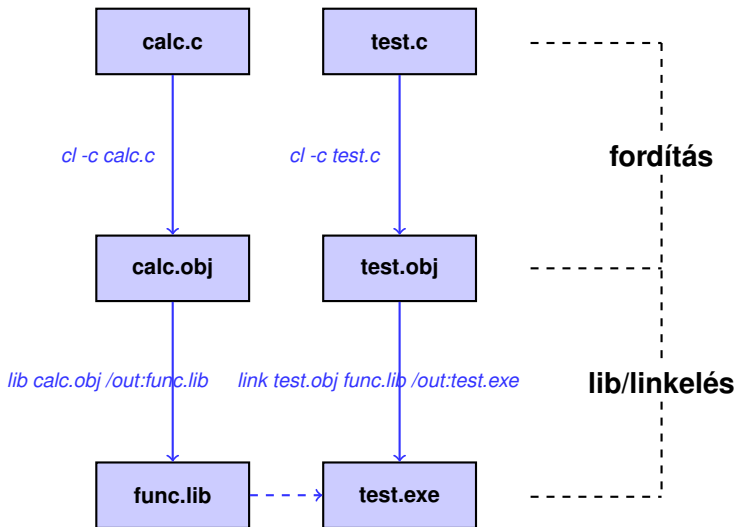 calc.c
test.c
cl -c calc.c
cl -c test.c
fordítás
calc.obj
test.obj
lib calc.obj /out:func.lib
link test.obj func.lib /out:test.exe
lib/linkelés
func.lib
test.exe